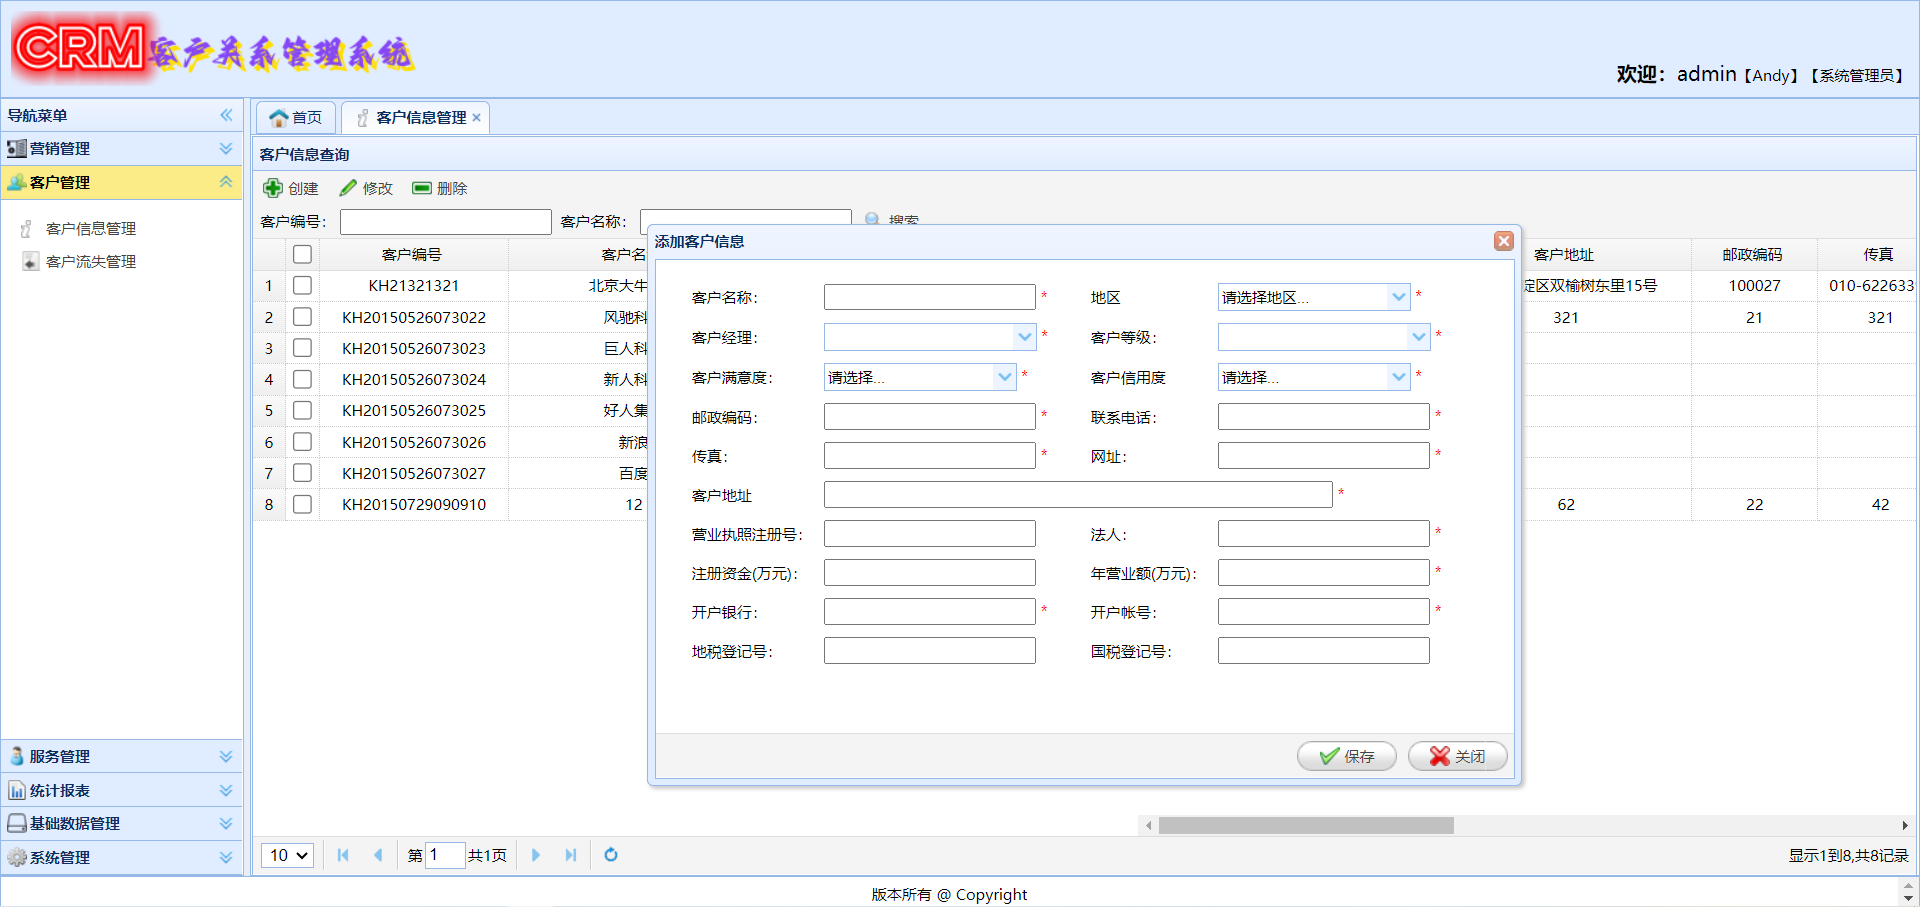 CRM客户关系管理系统
欢迎：admin【Andy】【系统管理员】
导航菜单
营销管理
客户管理
客户信息管理
客户流失管理
服务管理
统计报表
基础数据管理
系统管理
首页
客户信息管理
客户信息查询
创建 修改 删除
客户编号： 客户名称： 搜索
客户编号 客户名 客户地址 邮政编码 传真
1 KH21321321 北京大牛 淀区双榆树东里15号 100027 010-622633
2 KH20150526073022 风驰科 321 21 321
3 KH20150526073023 巨人科
4 KH20150526073024 新人科
5 KH20150526073025 好人集
6 KH20150526073026 新浪
7 KH20150526073027 百度
8 KH20150729090910 12 62 22 42
添加客户信息
客户名称： * 地区 请选择地区... *
客户经理： * 客户等级： *
客户满意度： 请选择... * 客户信用度 请选择... *
邮政编码： * 联系电话： *
传真： * 网址： *
客户地址 *
营业执照注册号： 法人： *
注册资金(万元)： 年营业额(万元)： *
开户银行： * 开户帐号： *
地税登记号： 国税登记号：
保存 关闭
10 第 1 共1页 显示1到8,共8记录
版本所有 @ Copyright